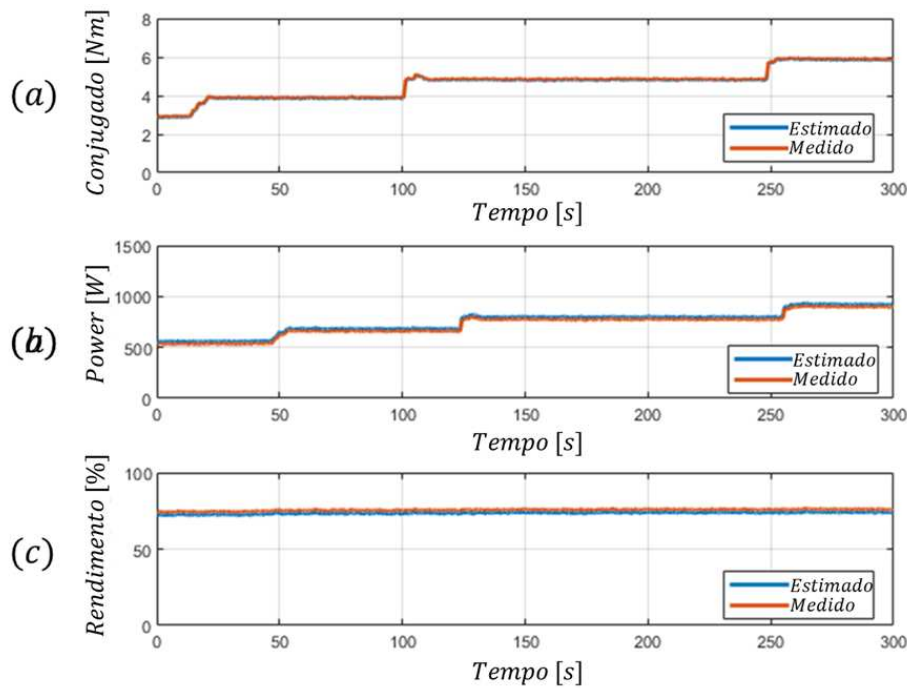 (a)
Conjugado [Nm]
8
6
4
2
0
Estimado
Medido
0 50 100 150 200 250 300
Tempo [s]
(b)
Power [W]
1500
1000
500
0
Estimado
Medido
0 50 100 150 200 250 300
Tempo [s]
(c)
Rendimento [%]
100
50
0
Estimado
Medido
0 50 100 150 200 250 300
Tempo [s]